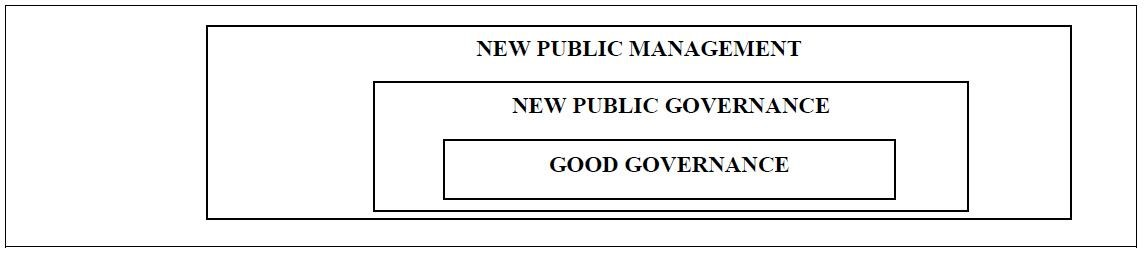 NEW PUBLIC MANAGEMENT
NEW PUBLIC GOVERNANCE
GOOD GOVERNANCE